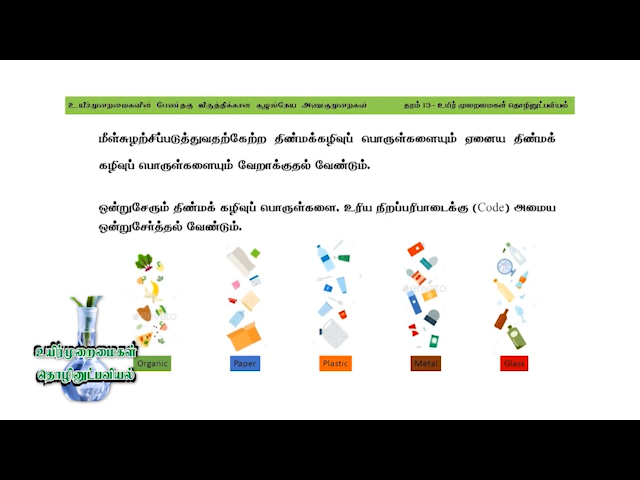 உயிர்முறைமைகளின் பேண்தகு விருத்திக்கான சூழல்நேய அணுகுமுறைகள் தரம் 13– உயிர் முறைமைகள் தொழினுட்பவியல்
மீள்சுழற்சிப்படுத்துவதற்கேற்ற திண்மக்கழிவுப் பொருள்களையும் ஏனைய திண்மக்
கழிவுப் பொருள்களையும் வேறாக்குதல் வேண்டும்.
ஒன்றுசேரும் திண்மக் கழிவுப் பொருள்களை, உரிய நிறப்பரிபாடைக்கு (Code) அமைய
ஒன்றுசேர்த்தல் வேண்டும்.
உயிர்முறைமைகள்
தொழினுட்பவியல்
Organic Paper Plastic Metal Glass